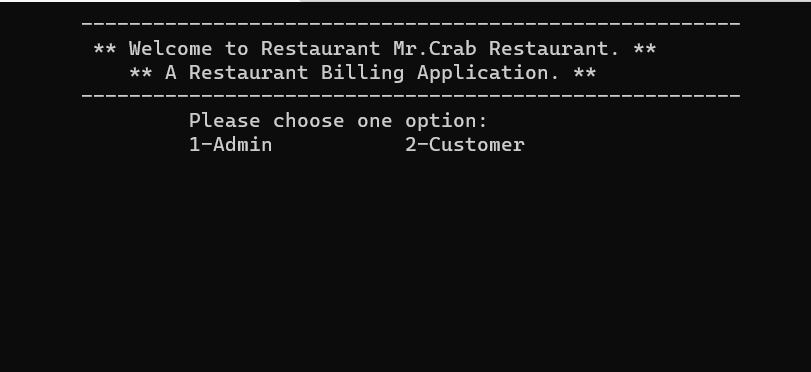 -------------------------------------------------------
** Welcome to Restaurant Mr.Crab Restaurant. **
** A Restaurant Billing Application. **
-------------------------------------------------------
Please choose one option:
1-Admin 2-Customer